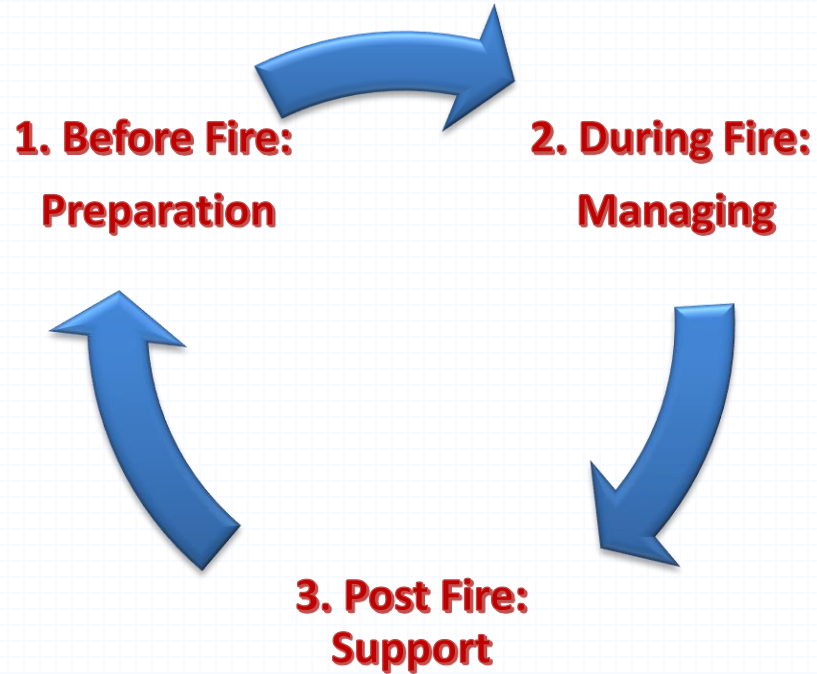 1. Before Fire:
Preparation
2. During Fire:
Managing
3. Post Fire:
Support